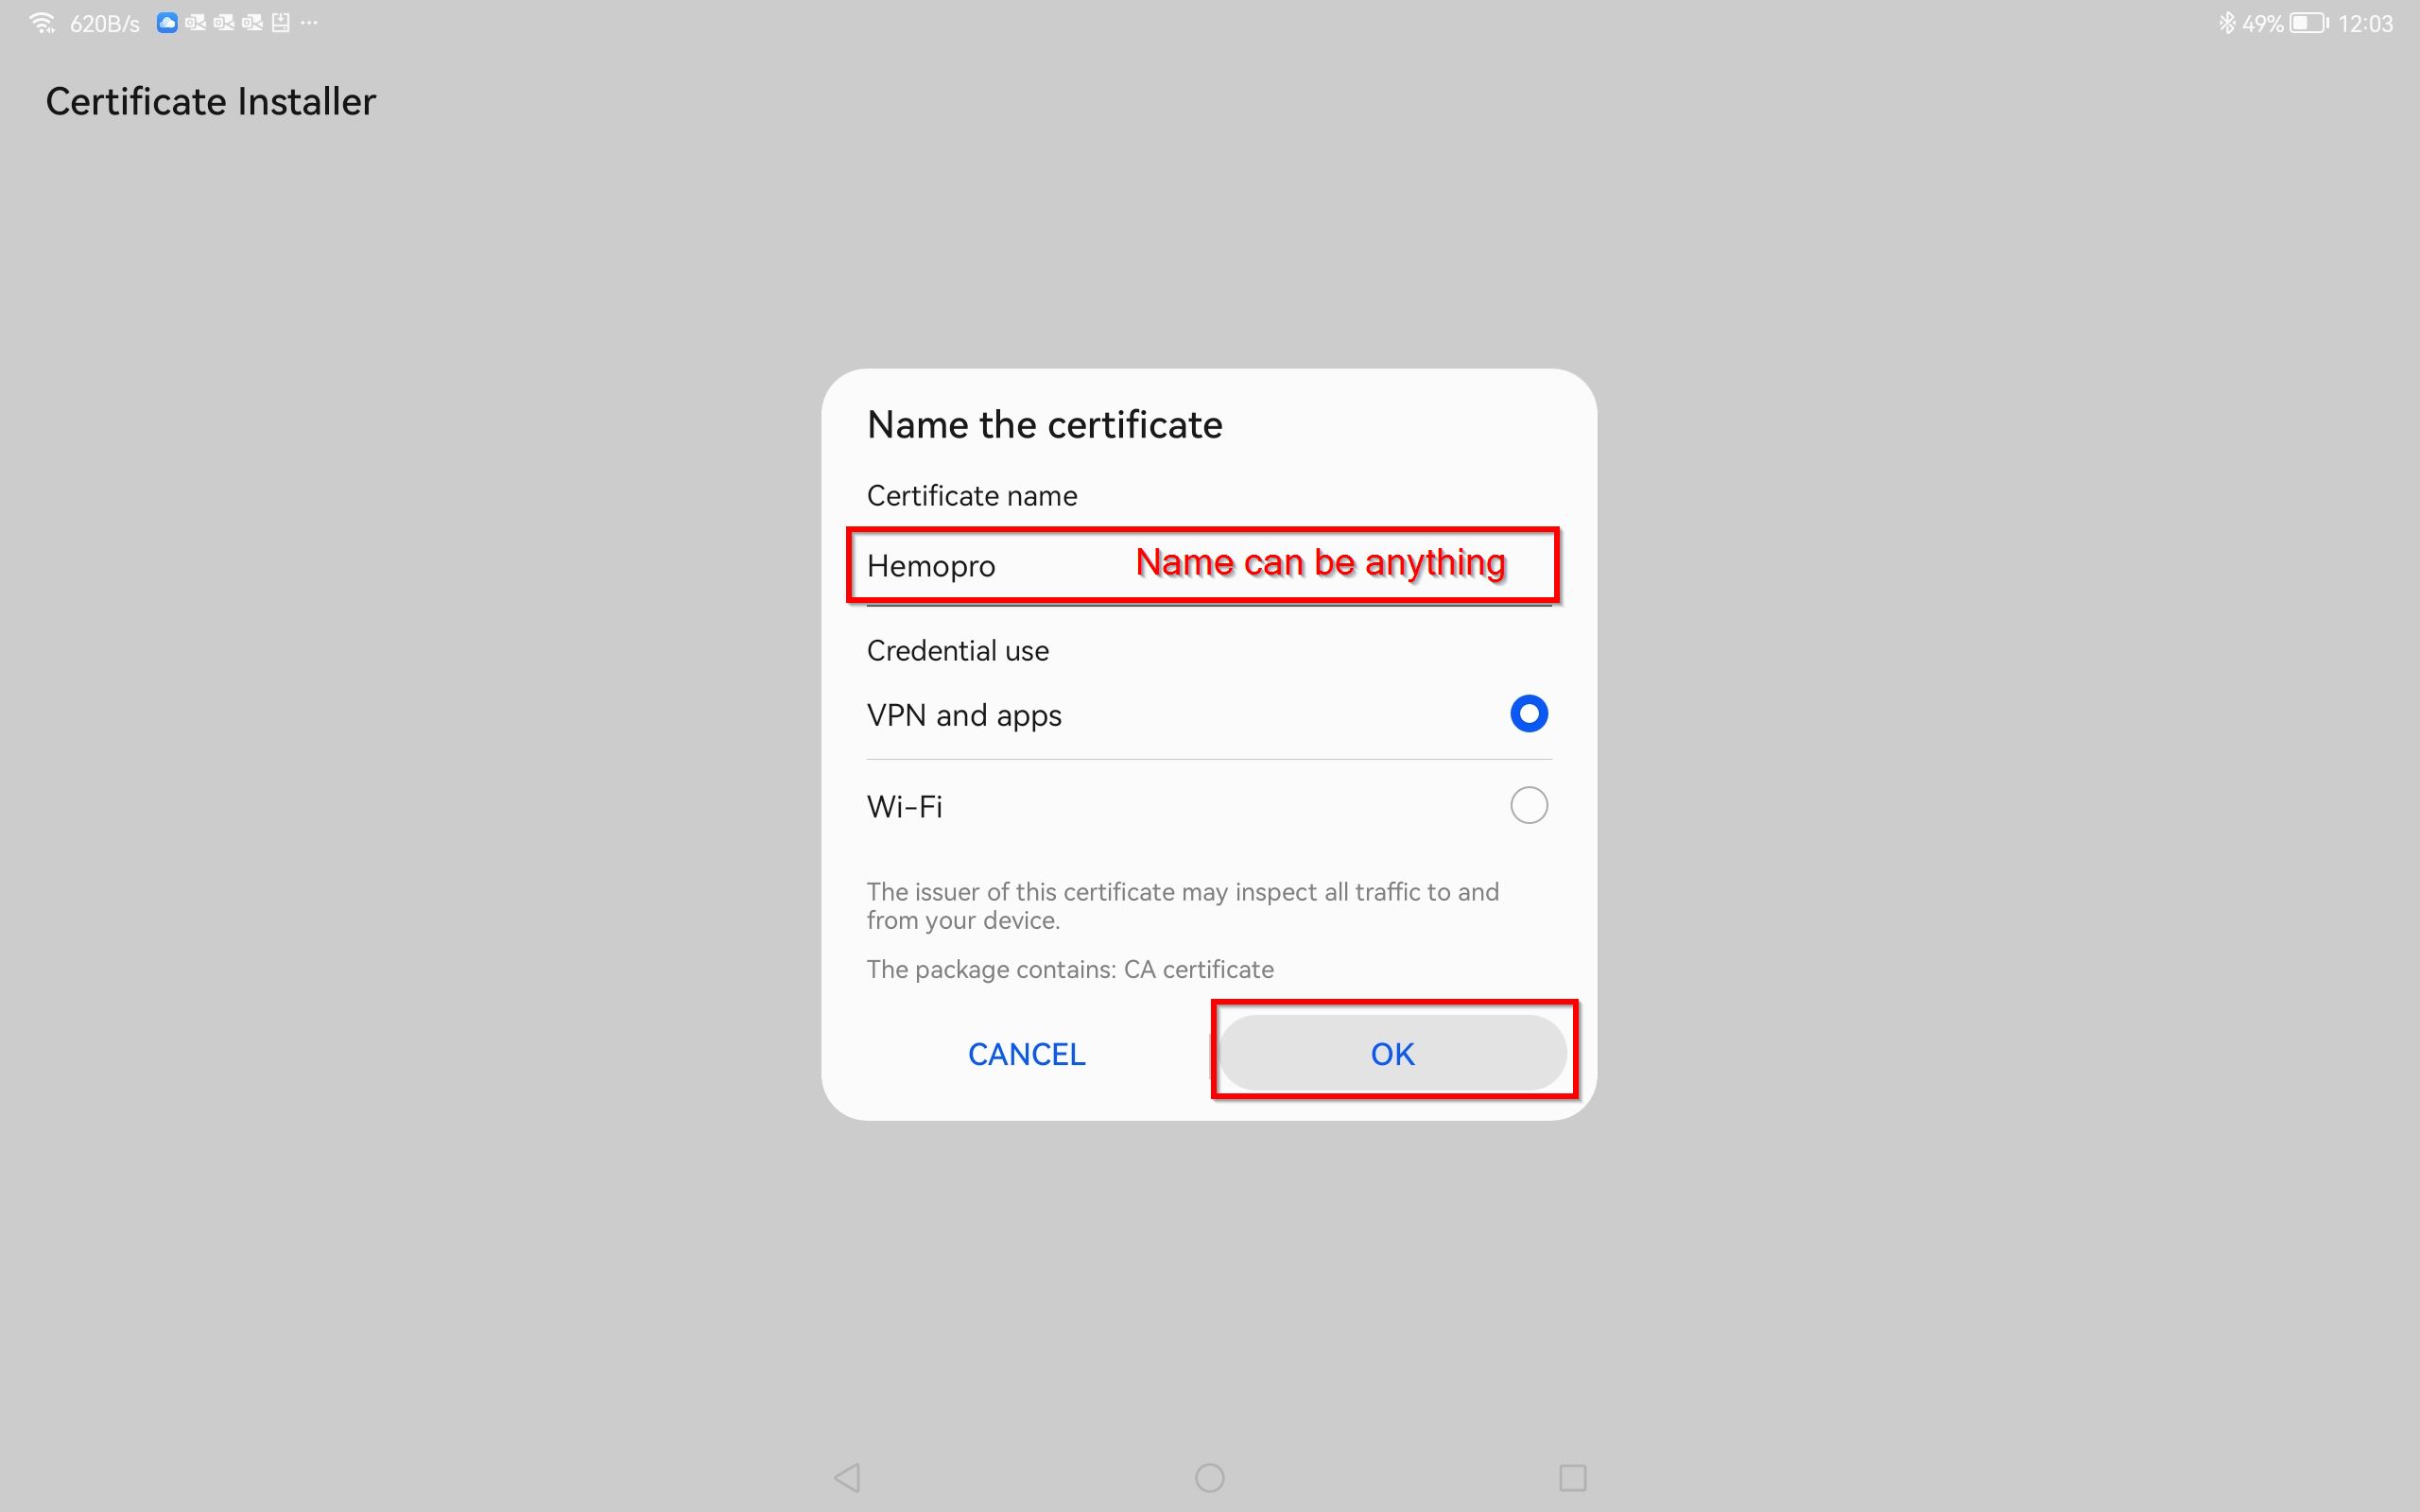 620B/s
49% 12:03
Certificate Installer
Name the certificate
Certificate name
Hemopro Name can be anything
Credential use
VPN and apps
Wi-Fi
The issuer of this certificate may inspect all traffic to and
from your device.
The package contains: CA certificate
CANCEL OK